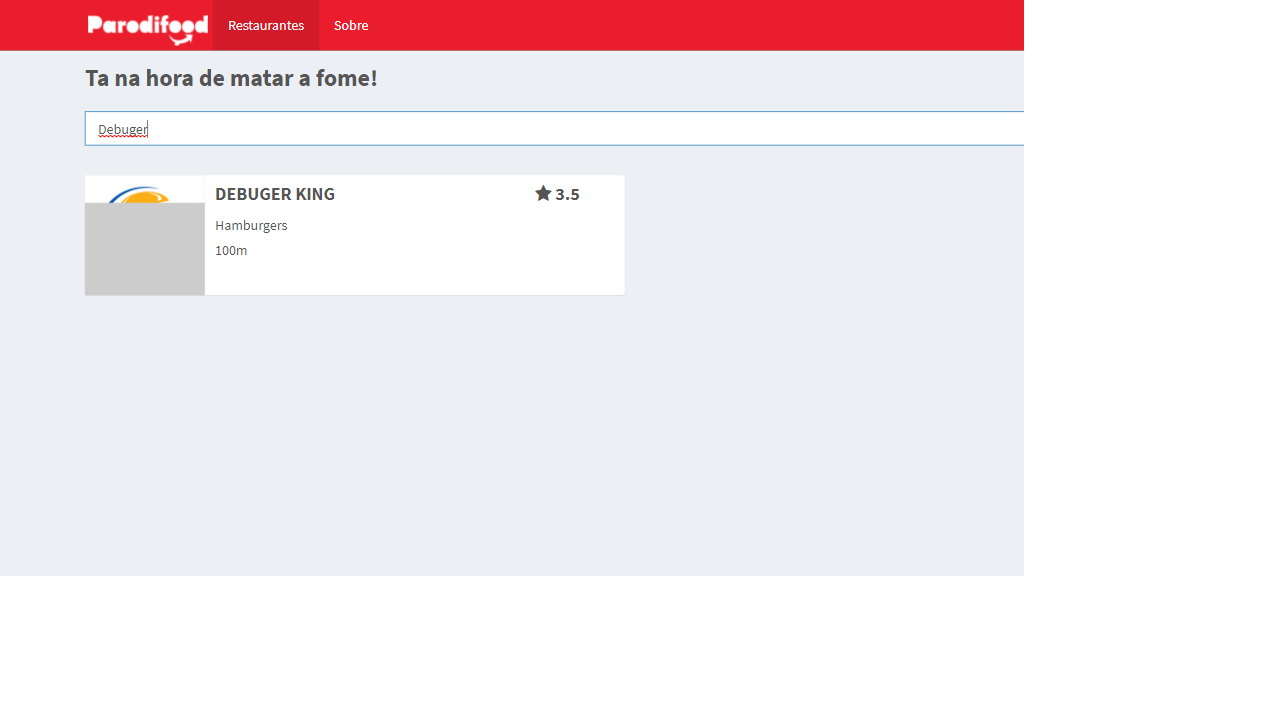 Parodifood Restaurantes Sobre
Ta na hora de matar a fome!
Debuger
DEBUGER KING 3.5
Hamburgers
100m